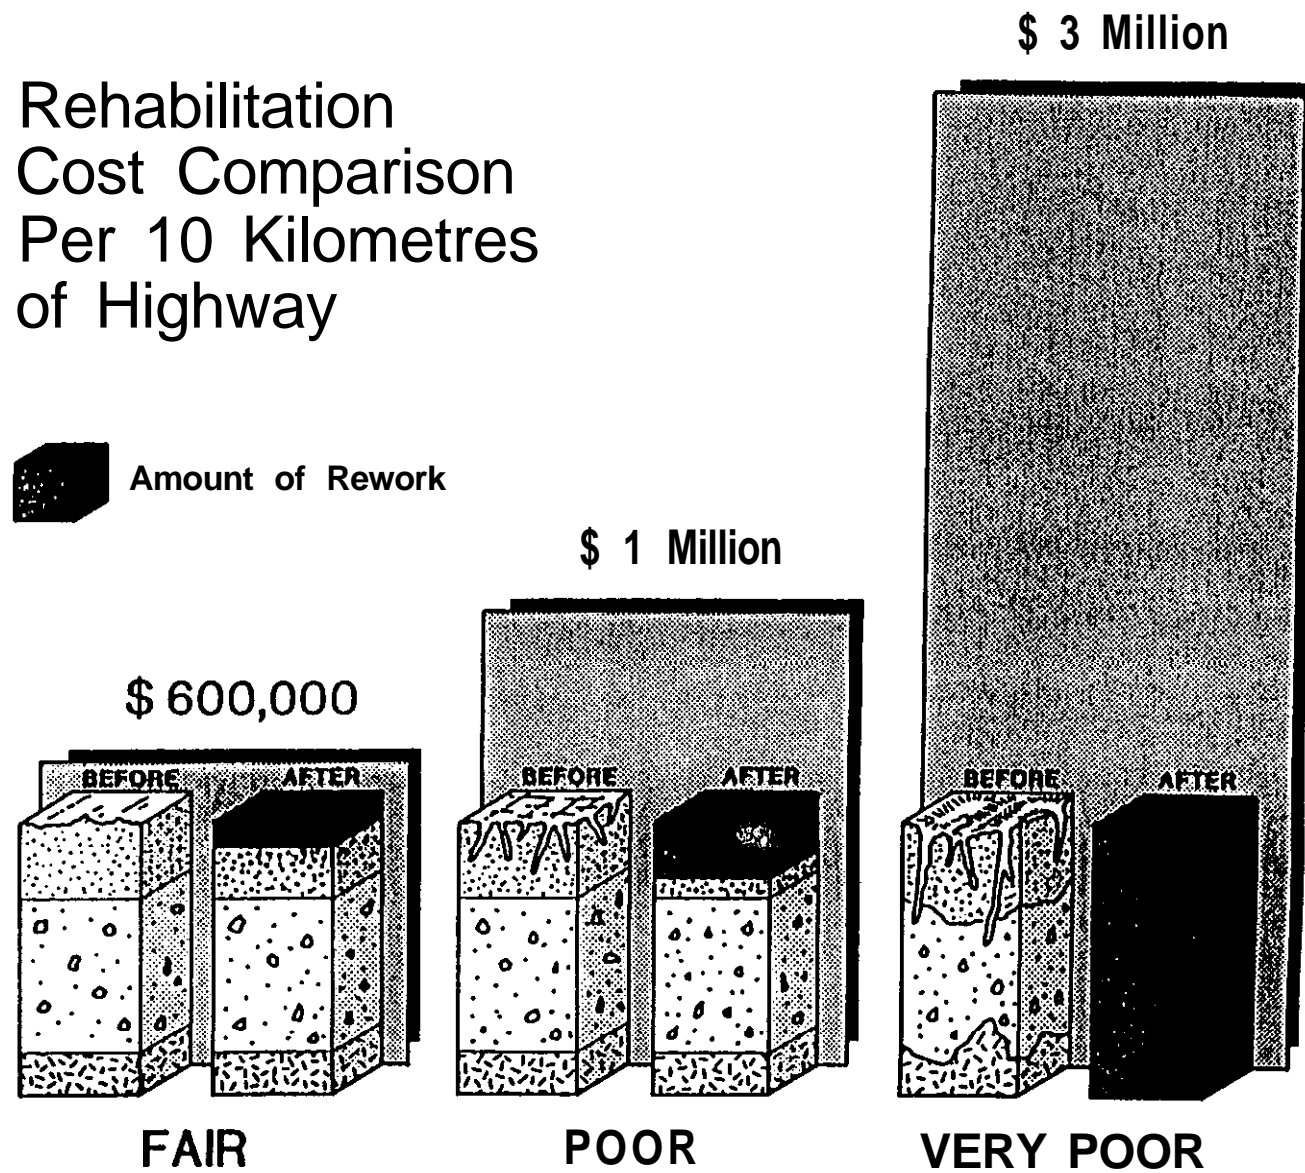 $ 3 Million
Rehabilitation
Cost Comparison
Per 10 Kilometres
of Highway
Amount of Rework
$ 1 Million
$ 600,000
BEFORE AFTER
BEFORE AFTER
BEFORE AFTER
FAIR
POOR
VERY POOR